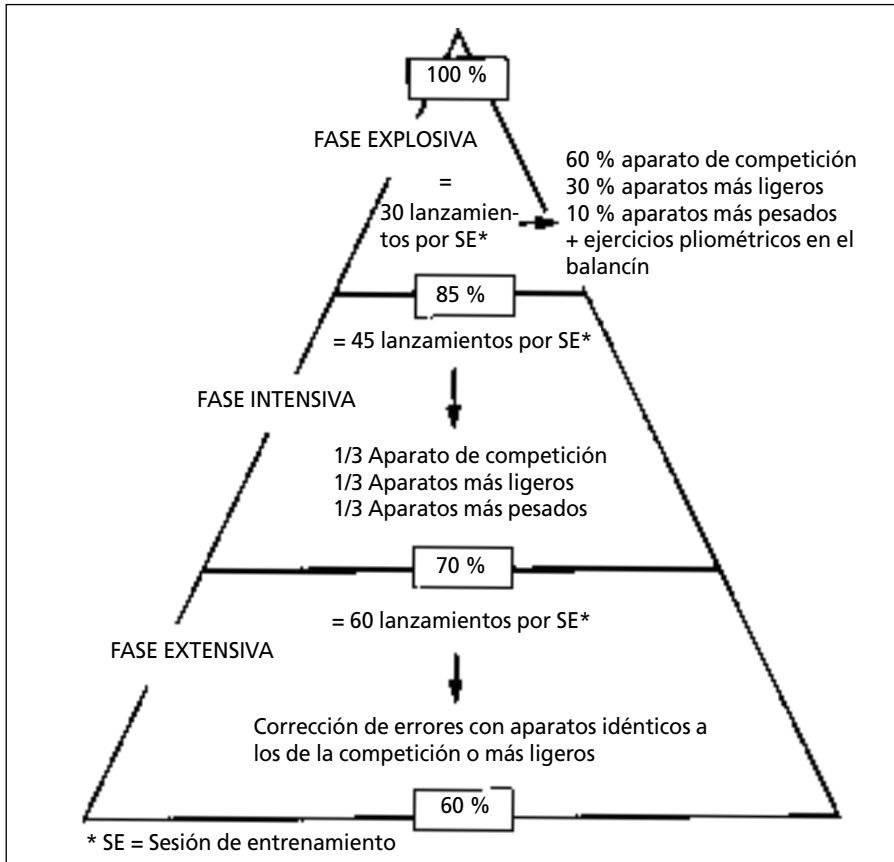 100 %
FASE EXPLOSIVA
=
30 lanzamien-
tos por SE*
60 % aparato de competición
30 % aparatos más ligeros
10 % aparatos más pesados
+ ejercicios pliométricos en el
balancín
85 %
= 45 lanzamientos por SE*
FASE INTENSIVA
1/3 Aparato de competición
1/3 Aparatos más ligeros
1/3 Aparatos más pesados
70 %
= 60 lanzamientos por SE*
FASE EXTENSIVA
Corrección de errores con aparatos idénticos a
los de la competición o más ligeros
60 %
* SE = Sesión de entrenamiento